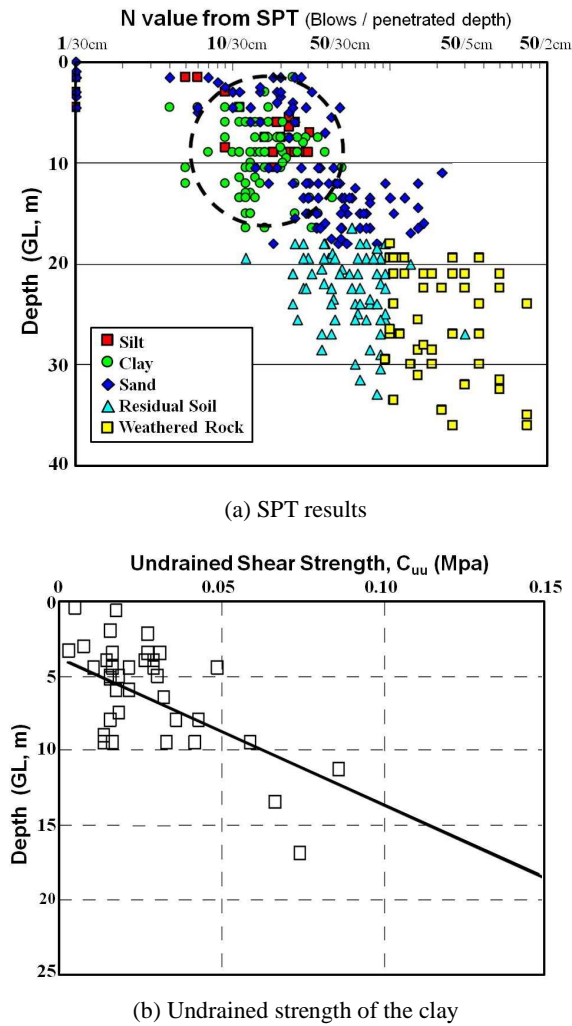 N value from SPT (Blows / penetrated depth)
1/30cm 10/30cm 50/30cm 50/5cm 50/2cm
0
10
20
30
40
Depth (GL, m)
Silt
Clay
Sand
Residual Soil
Weathered Rock
(a) SPT results
Undrained Shear Strength, Cuu (Mpa)
0 0.05 0.10 0.15
0
5
10
15
20
25
Depth (GL, m)
(b) Undrained strength of the clay